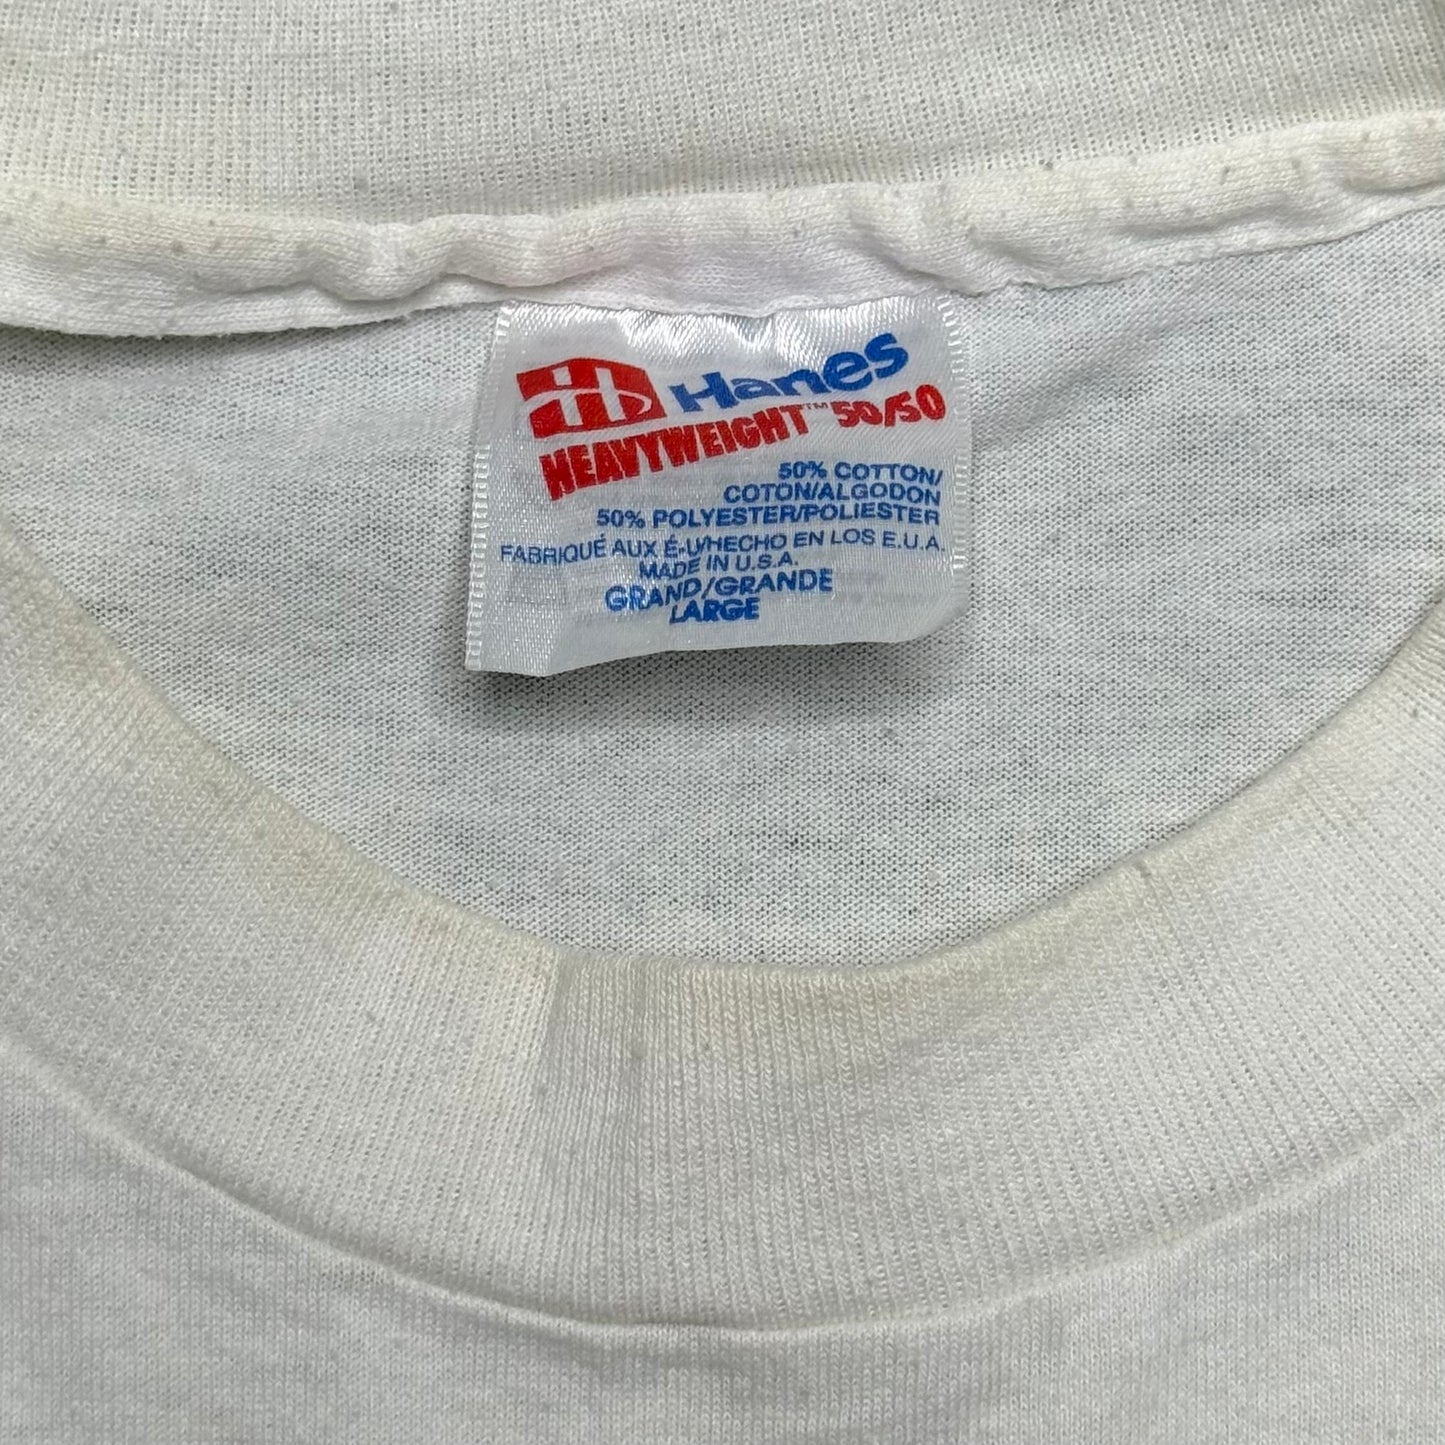 Hanes
HEAVYWEIGHT™ 50/50
50% COTTON/
COTON/ALGODON
50% POLYESTER/POLIESTER
FABRIQUÉ AUX É-U/HECHO EN LOS E.U.A.
MADE IN U.S.A.
GRAND/GRANDE
LARGE